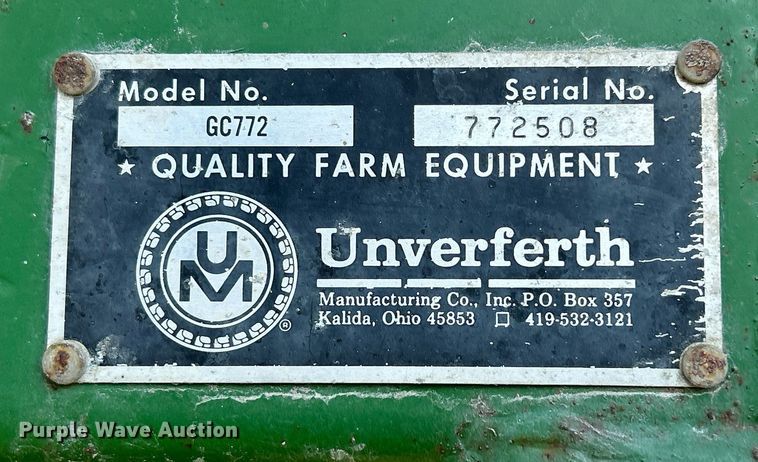 Model No. Serial No.
GC772 772508
★ QUALITY FARM EQUIPMENT ★
UM ® Unverferth
Manufacturing Co., Inc. P.O. Box 357
Kalida, Ohio 45853 □ 419-532-3121
Purple Wave Auction